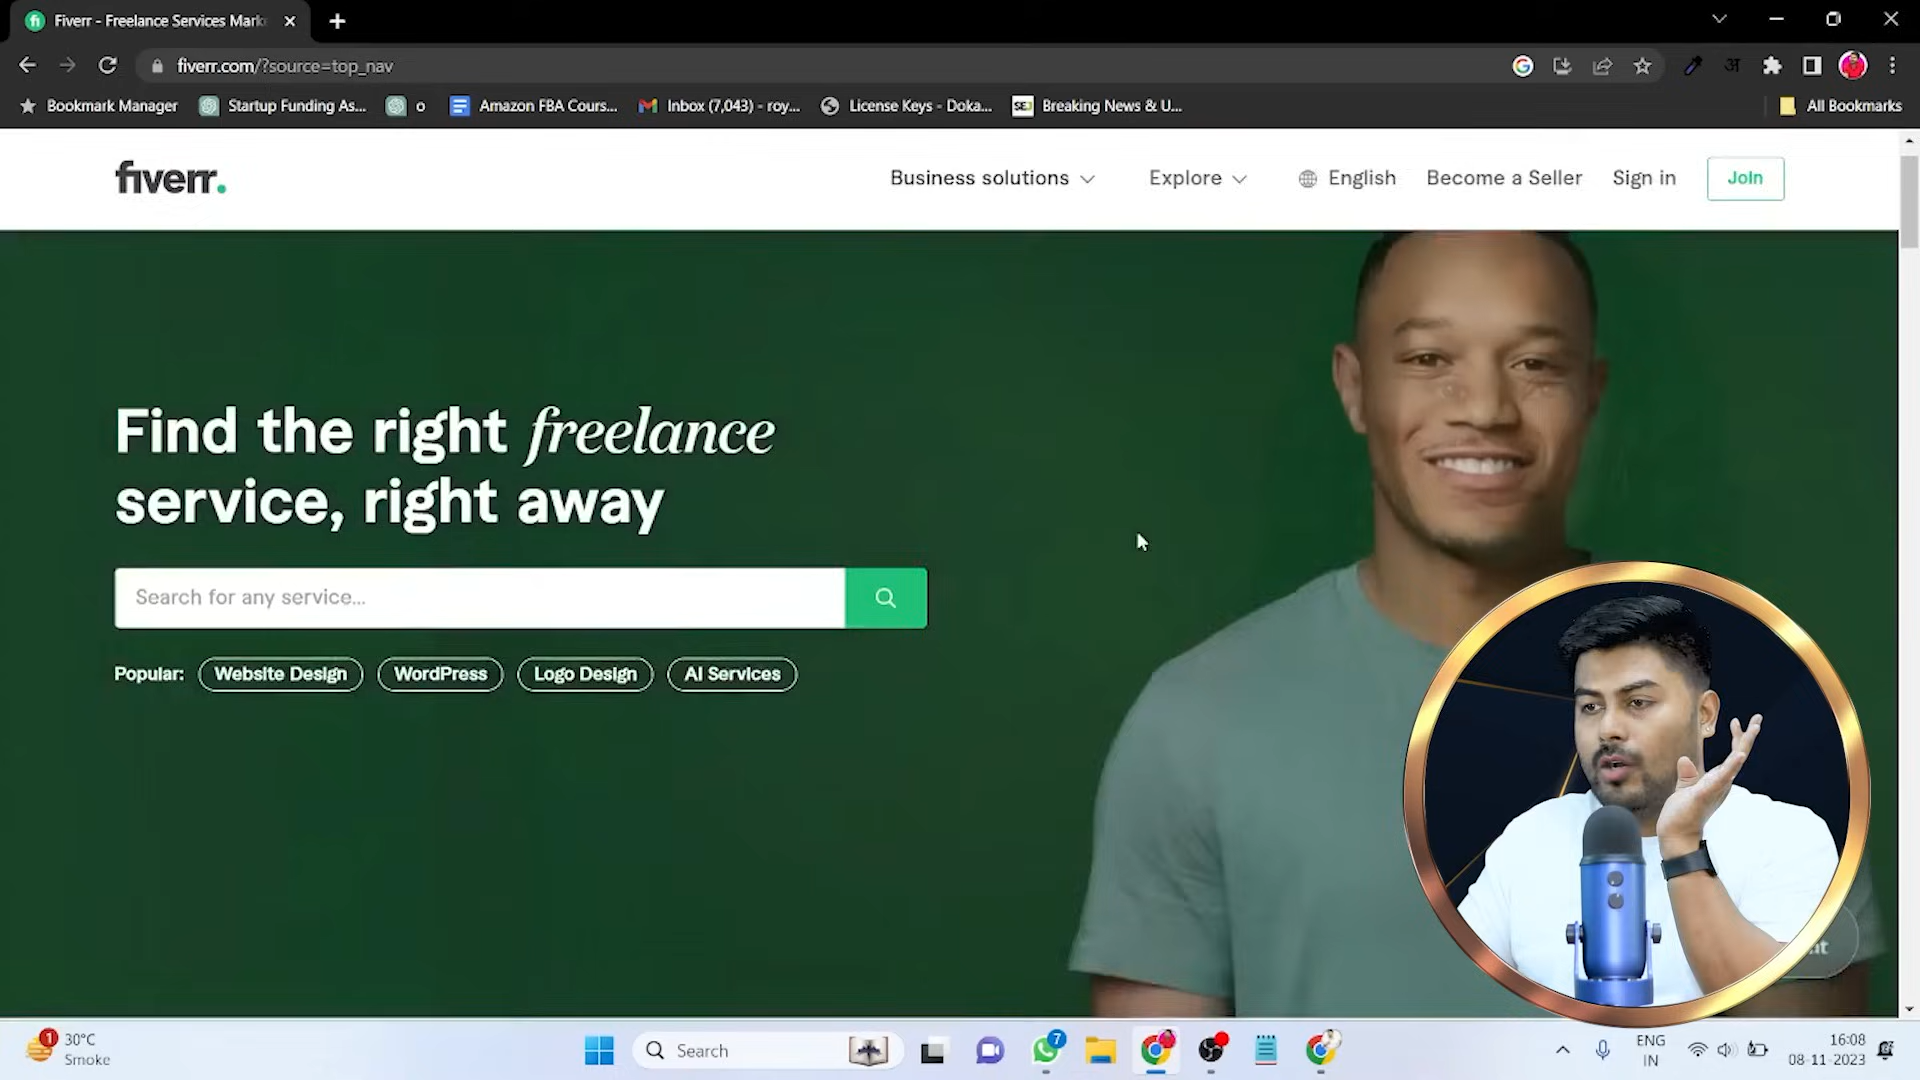 Fiverr - Freelance Services Mark
fiverr.com/?source=top_nav
Bookmark Manager
Startup Funding As...
o
Amazon FBA Cours...
Inbox (7,043) - roy...
License Keys - Doka...
SEJ
Breaking News & U...
All Bookmarks
fiverr.
Business solutions
Explore
English
Become a Seller
Sign in
Join
Find the right freelance
service, right away
Search for any service...
Popular:
Website Design
WordPress
Logo Design
AI Services
1
30°C
Smoke
Search
7
ENG
IN
16:08
08-11-2023